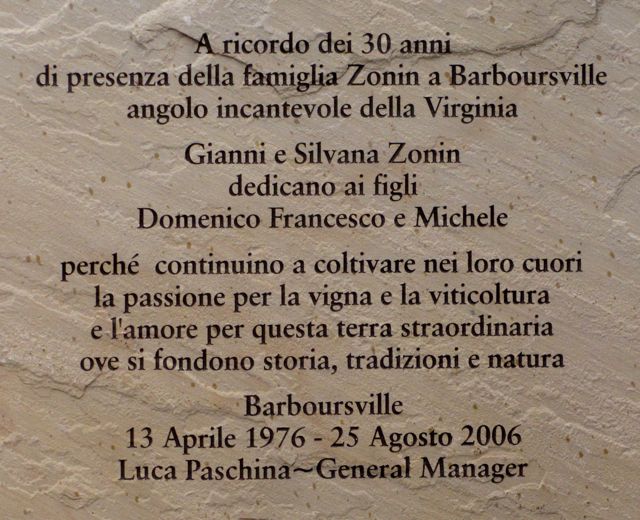 A ricordo dei 30 anni
di presenza della famiglia Zonin a Barboursville
angolo incantevole della Virginia
Gianni e Silvana Zonin
dedicano ai figli
Domenico Francesco e Michele
perché continuino a coltivare nei loro cuori
la passione per la vigna e la viticoltura
e l'amore per questa terra straordinaria
ove si fondono storia, tradizioni e natura
Barboursville
13 Aprile 1976 - 25 Agosto 2006
Luca Paschina~General Manager